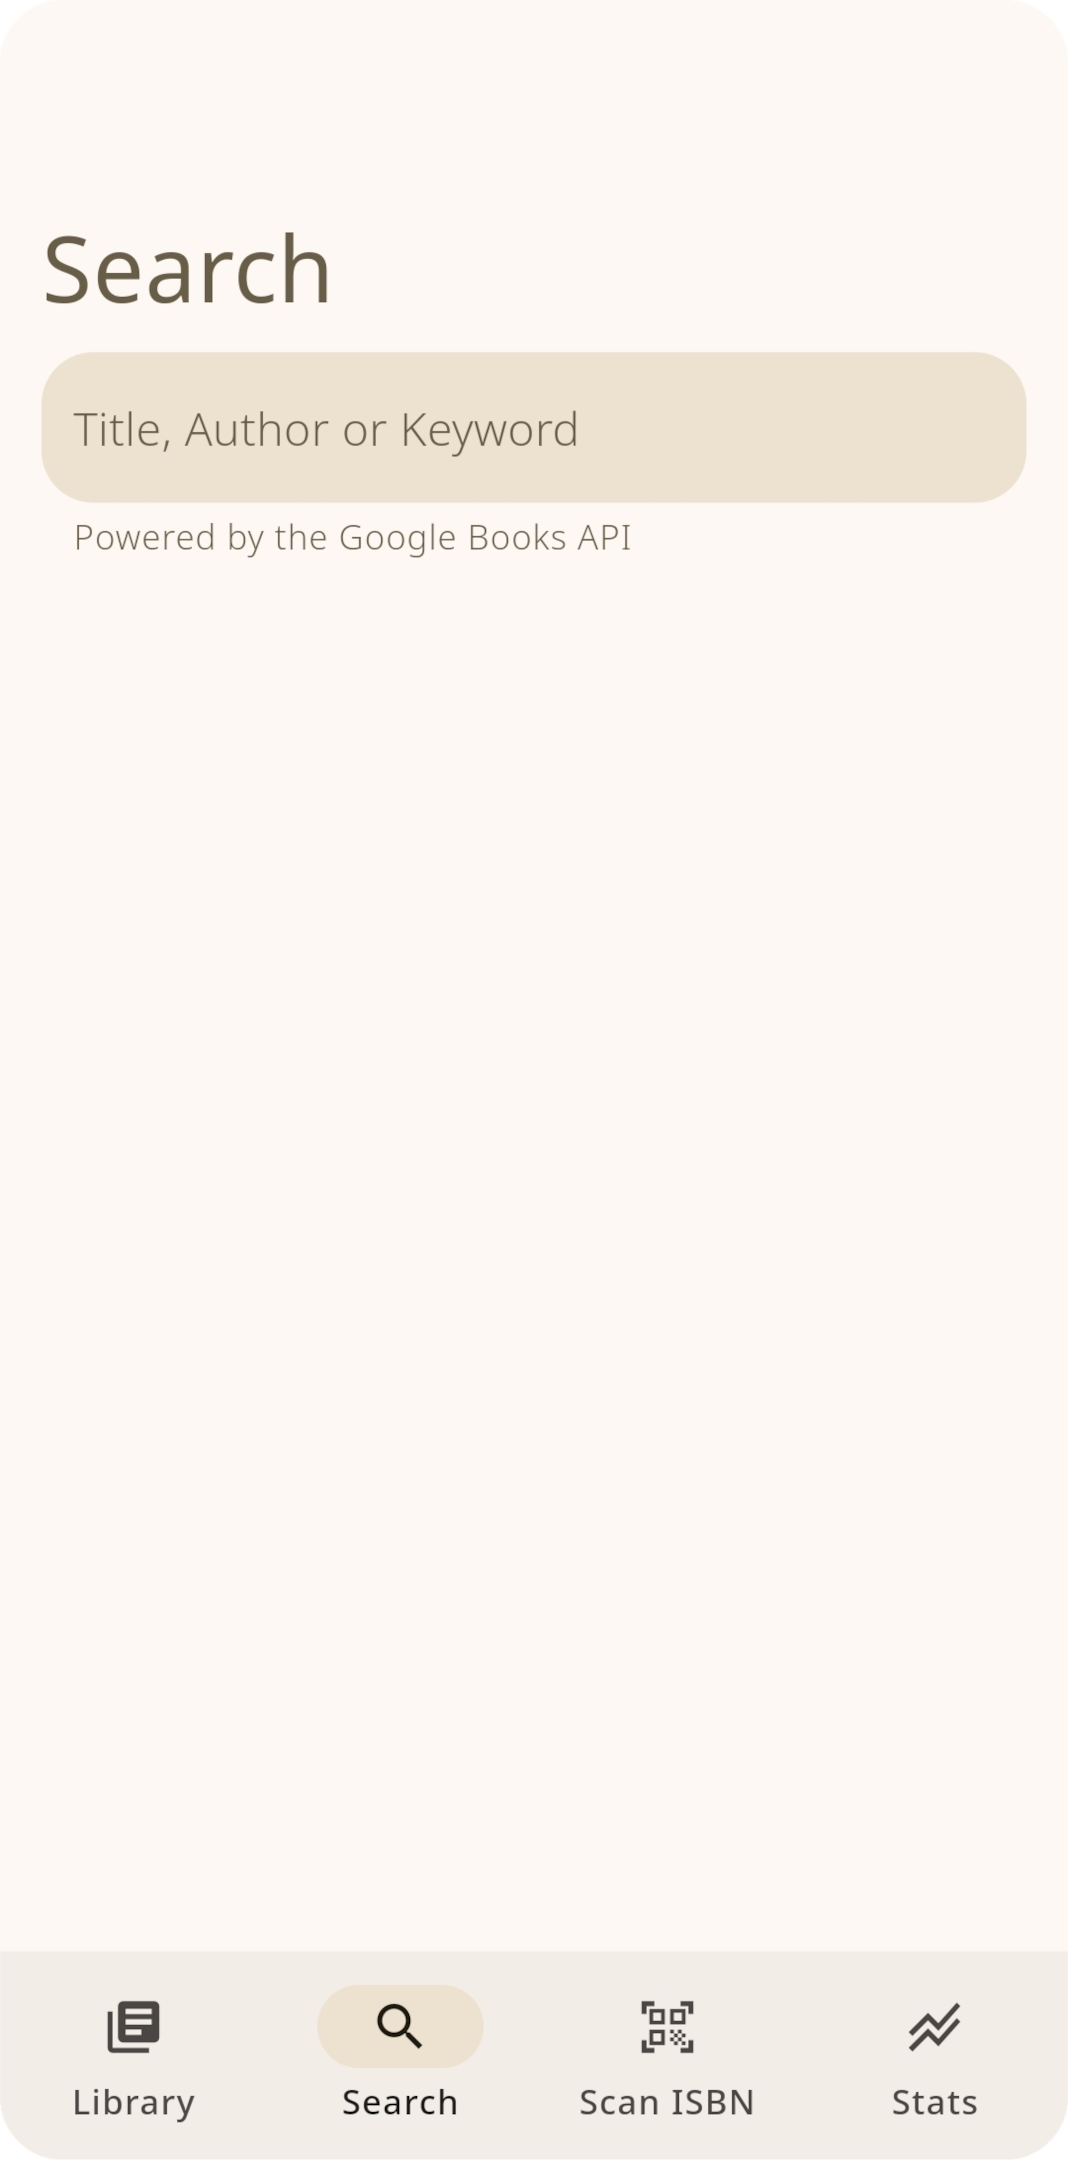 Search
Title, Author or Keyword
Powered by the Google Books API
Library
Search
Scan ISBN
Stats